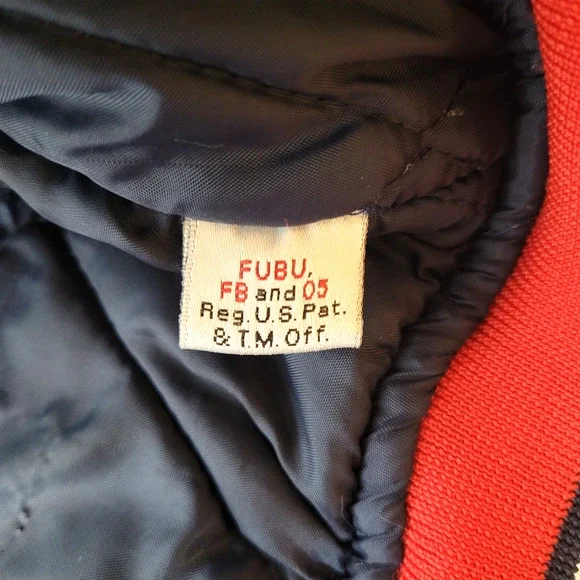 FUBU,
FB and 05
Reg. U.S. Pat.
& T.M. Off.